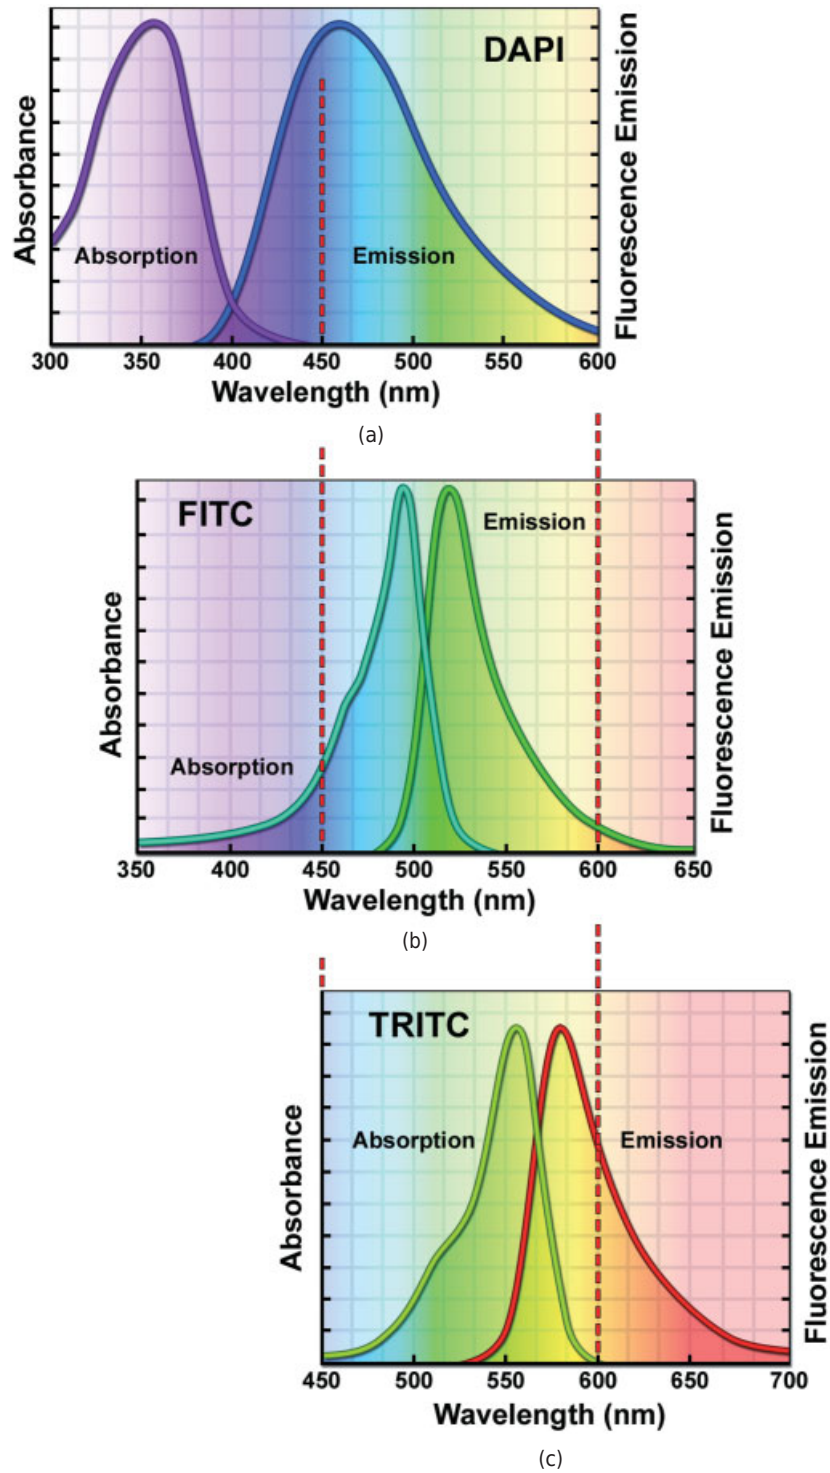 DAPI
Absorbance
Fluorescence Emission
Absorption
Emission
300 350 400 450 500 550 600
Wavelength (nm)
(a)
FITC
Emission
Absorbance
Fluorescence Emission
Absorption
350 400 450 500 550 600 650
Wavelength (nm)
(b)
TRITC
Absorbance
Fluorescence Emission
Absorption
Emission
450 500 550 600 650 700
Wavelength (nm)
(c)